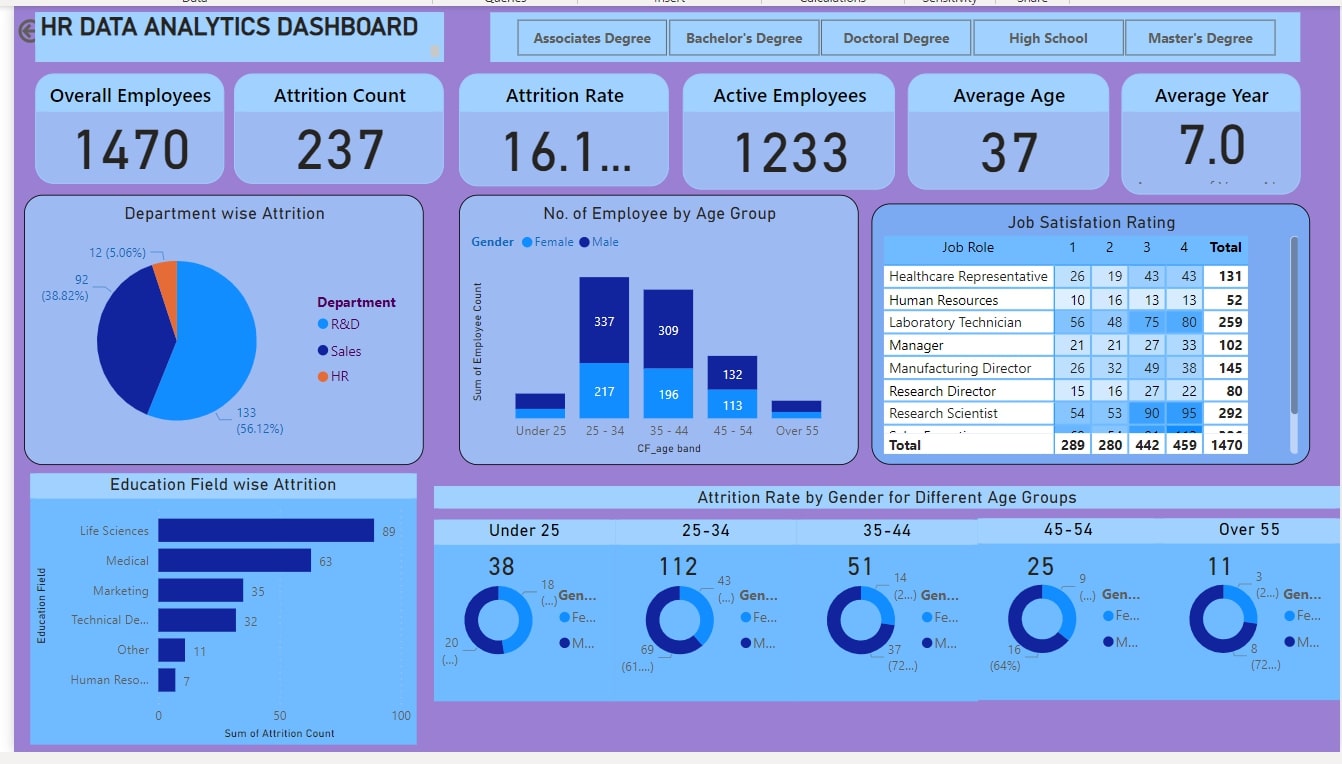 Data Queries Insert Calculations Sensitivity Share
HR DATA ANALYTICS DASHBOARD
Associates Degree
Bachelor's Degree
Doctoral Degree
High School
Master's Degree
Overall Employees
1470
Attrition Count
237
Attrition Rate
16.1...
Active Employees
1233
Average Age
37
Average Year
7.0
Department wise Attrition
12 (5.06%)
92
(38.82%)
133
(56.12%)
Department
R&D
Sales
HR
No. of Employee by Age Group
Gender Female Male
Sum of Employee Count
337
309
132
217
196
113
Under 25 25 - 34 35 - 44 45 - 54 Over 55
CF_age band
Job Satisfation Rating
Job Role 1 2 3 4 Total
Healthcare Representative 26 19 43 43 131
Human Resources 10 16 13 13 52
Laboratory Technician 56 48 75 80 259
Manager 21 21 27 33 102
Manufacturing Director 26 32 49 38 145
Research Director 15 16 27 22 80
Research Scientist 54 53 90 95 292
Total 289 280 442 459 1470
Education Field wise Attrition
Education Field
Life Sciences 89
Medical 63
Marketing 35
Technical De... 32
Other 11
Human Reso... 7
0 50 100
Sum of Attrition Count
Attrition Rate by Gender for Different Age Groups
Under 25
38
18
(...)
20
(...)
Gen...
Fe...
M...
25-34
112
43
(...)
69
(61....)
Gen...
Fe...
M...
35-44
51
14
(2...)
37
(72...)
Gen...
Fe...
M...
45-54
25
9
(...)
16
(64%)
Gen...
Fe...
M...
Over 55
11
3
(2...)
8
(72...)
Gen...
Fe...
M...